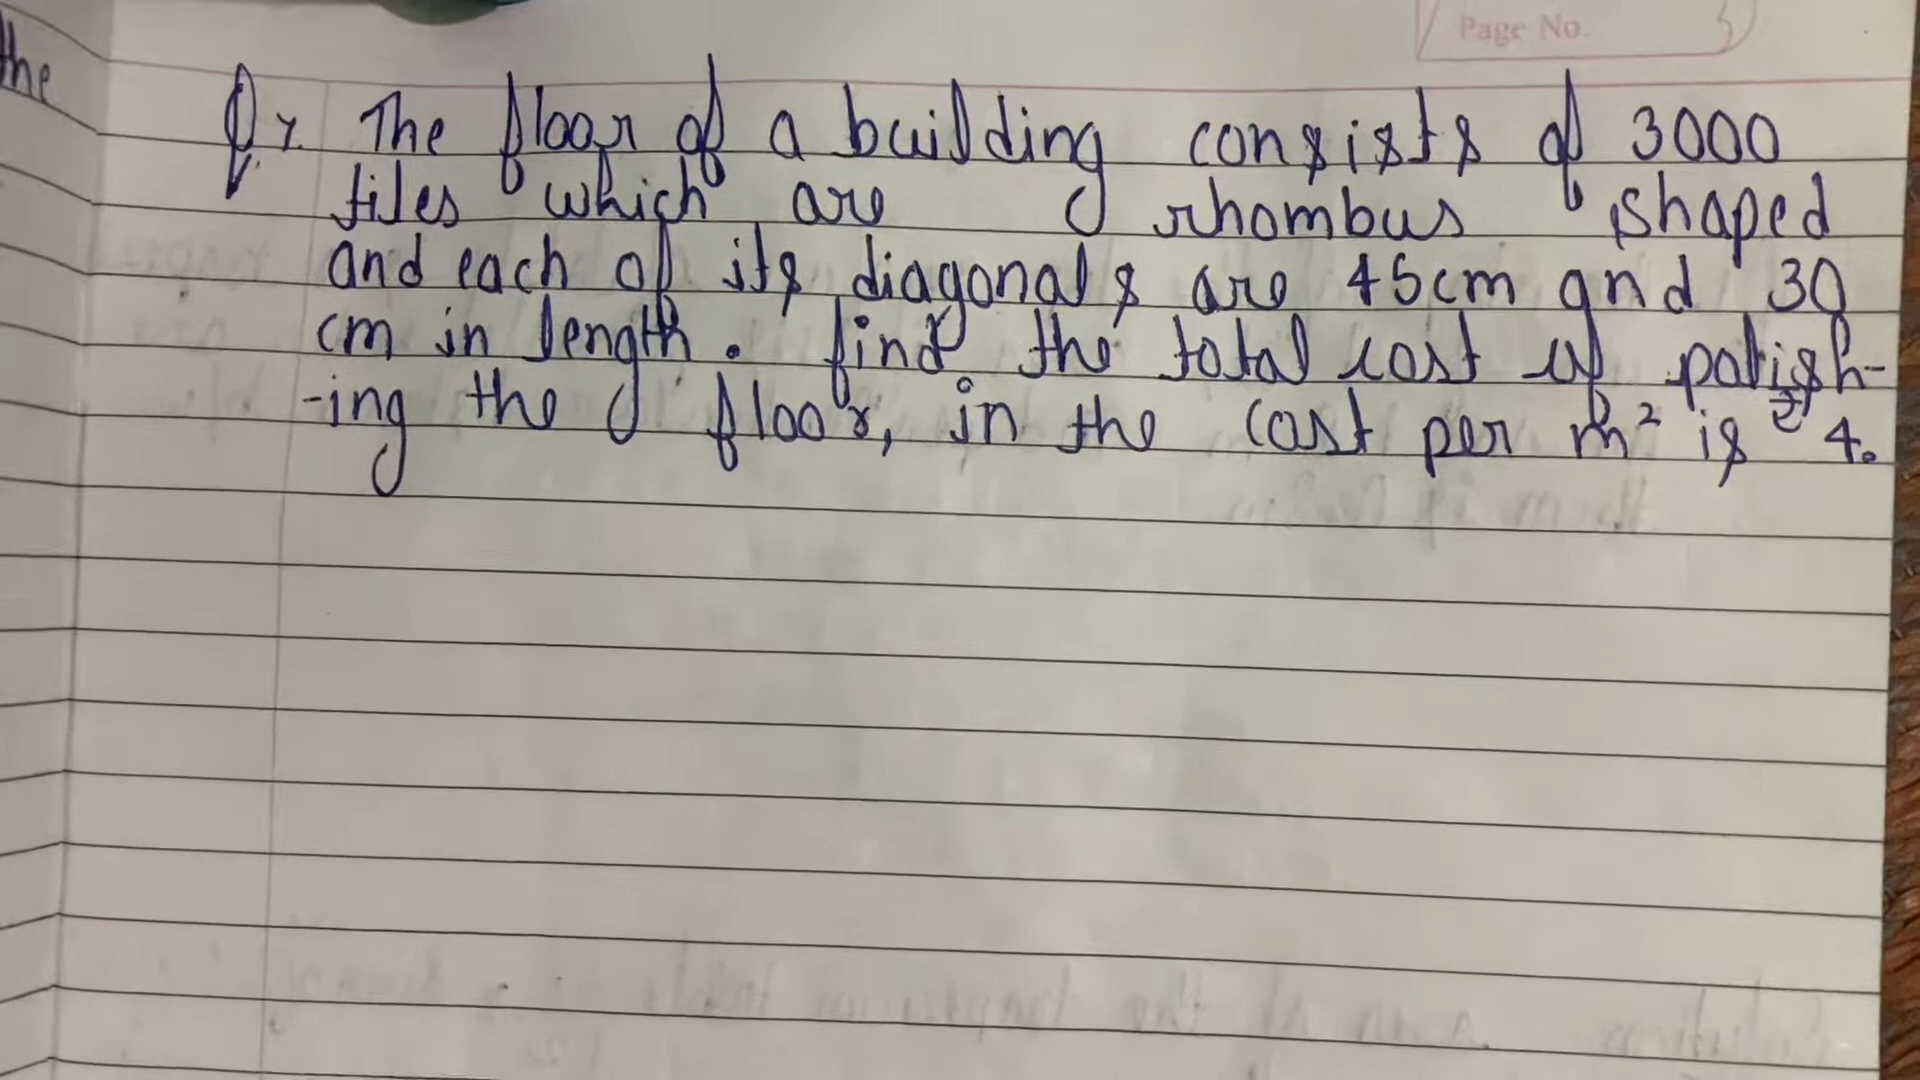 the
Page No.
Q7. The floor of a building consists of 3000
tiles which are rhombus shaped
and each of its diagonals are 45cm and 30
cm in length. find the total cost of polish-
-ing the floor, in the cost per m² is ₹ 4.